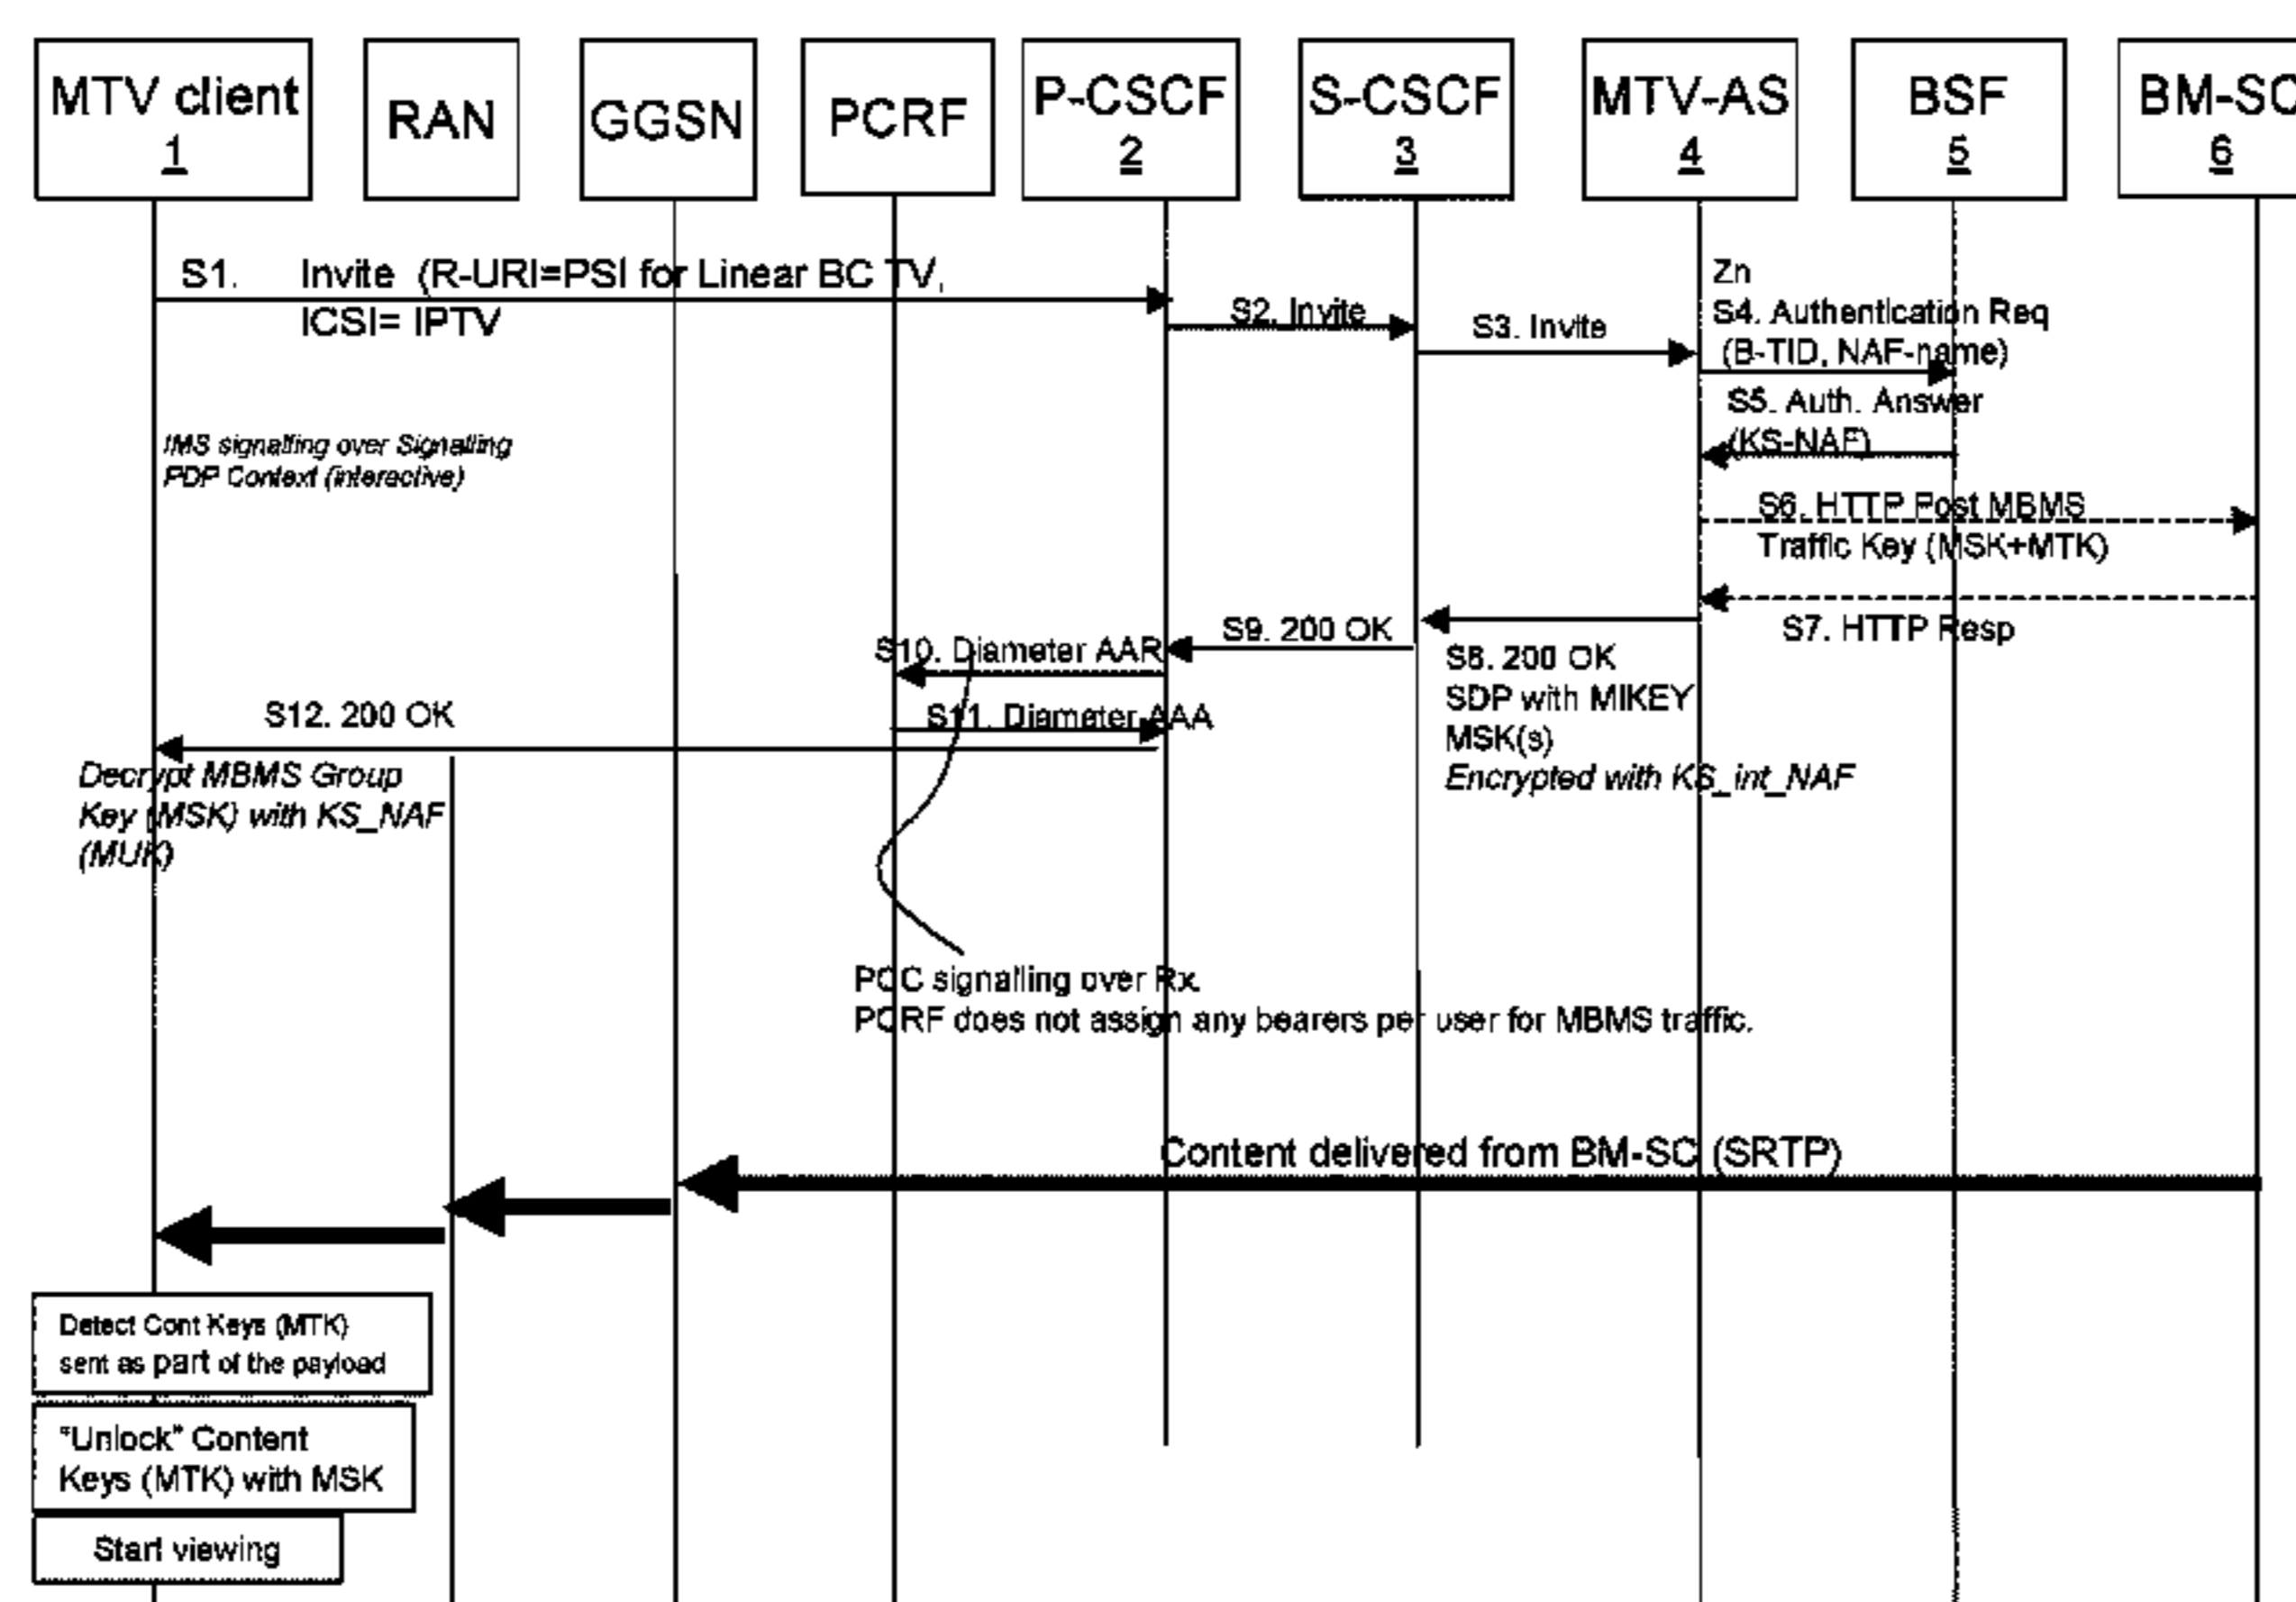 MTV client
1
RAN
GGSN
PCRF
P-CSCF
2
S-CSCF
3
MTV-AS
4
BSF
5
BM-SC
6
S1. Invite (R-URI=PSI for Linear BC TV,
ICSI= IPTV
S2. Invite
S3. Invite
Zn
S4. Authentication Req
(B-TID, NAF-name)
S5. Auth. Answer
(KS-NAF)
IMS signalling over Signalling
PDP Context (interactive)
S6. HTTP Post MBMS
Traffic Key (MSK+MTK)
S7. HTTP Resp
S8. 200 OK
SDP with MIKEY
MSK(s)
Encrypted with KS_int_NAF
S9. 200 OK
S10. Diameter AAR
S11. Diameter AAA
S12. 200 OK
Decrypt MBMS Group
Key (MSK) with KS_NAF
(MUK)
PCC signalling over Rx.
PCRF does not assign any bearers per user for MBMS traffic.
Content delivered from BM-SC (SRTP)
Detect Cont Keys (MTK)
sent as part of the payload
"Unlock" Content
Keys (MTK) with MSK
Start viewing